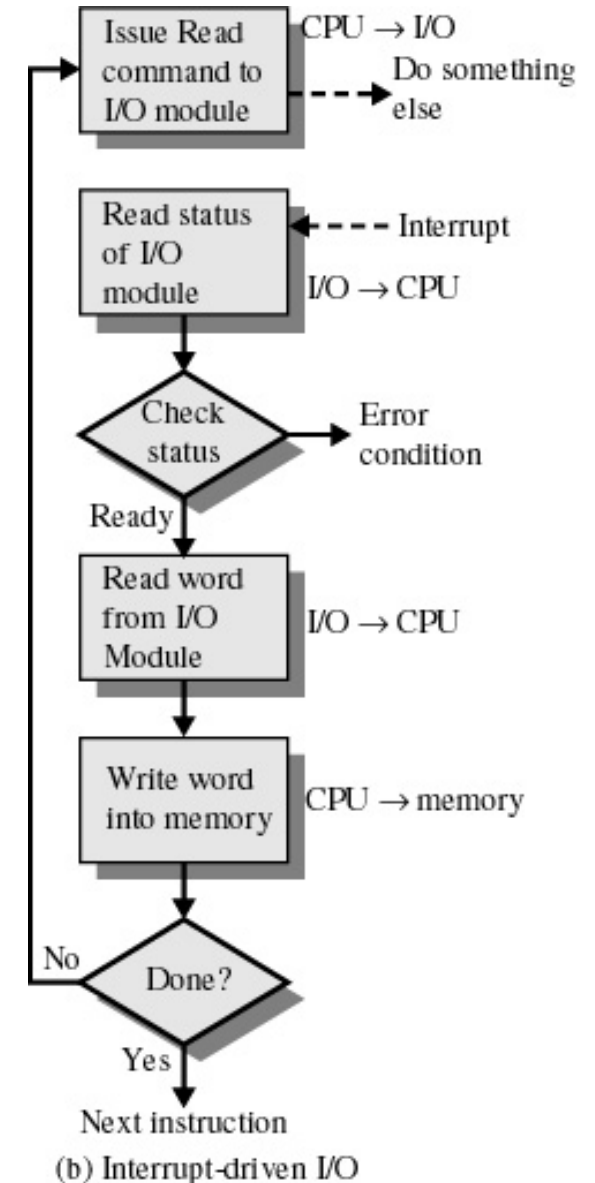 Issue Read
command to
I/O module
CPU → I/O
Do something
else
Read status
of I/O
module
Interrupt
I/O → CPU
Check
status
Error
condition
Ready
Read word
from I/O
Module
I/O → CPU
Write word
into memory
CPU → memory
No
Done?
Yes
Next instruction
(b) Interrupt-driven I/O